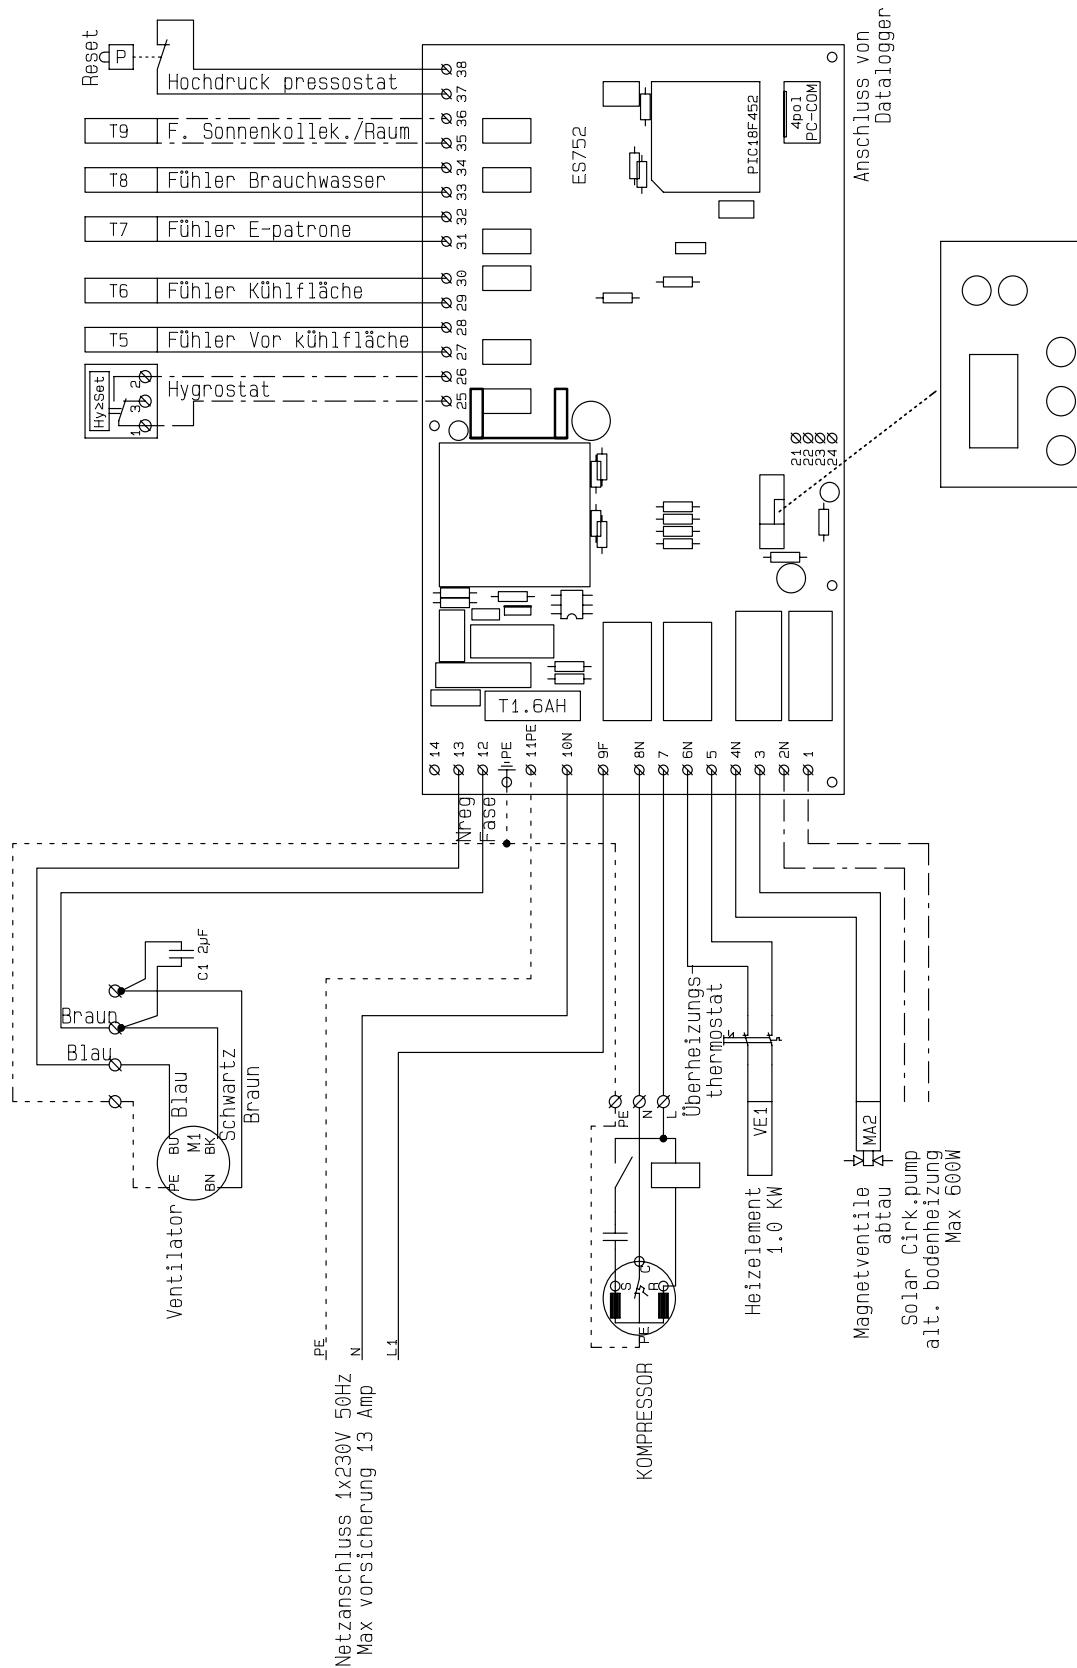 Reset
P
Hochdruck pressostat
38
37
T9
F. Sonnenkollek./Raum
36
35
T8
Fühler Brauchwasser
34
33
T7
Fühler E-patrone
32
31
T6
Fühler Kühlfläche
30
29
T5
Fühler Vor kühlfläche
28
27
Hy≥Set
2
3
1
Hygrostat
26
25
ES752
PIC18F452
4pol
PC-COM
Anschluss von
Datalogger
21
22
23
24
T1.6AH
14
13
12
PE
11PE
10N
9F
8N
7
6N
5
4N
3
2N
1
Nreg
Fase
C1 2µF
Braun
Blau
Blau
Schwartz
Braun
PE
BU
M1
BN
BK
Ventilator
PE
N
L1
Netzanschluss 1x230V 50Hz
Max vorsicherung 13 Amp
PE
N
L
S
C
R
PE
KOMPRESSOR
Überheizungs-
thermostat
VE1
Heizelement
1.0 KW
MA2
Magnetventile
abtau
Solar Cirk.pump
alt. bodenheizung
Max 600W